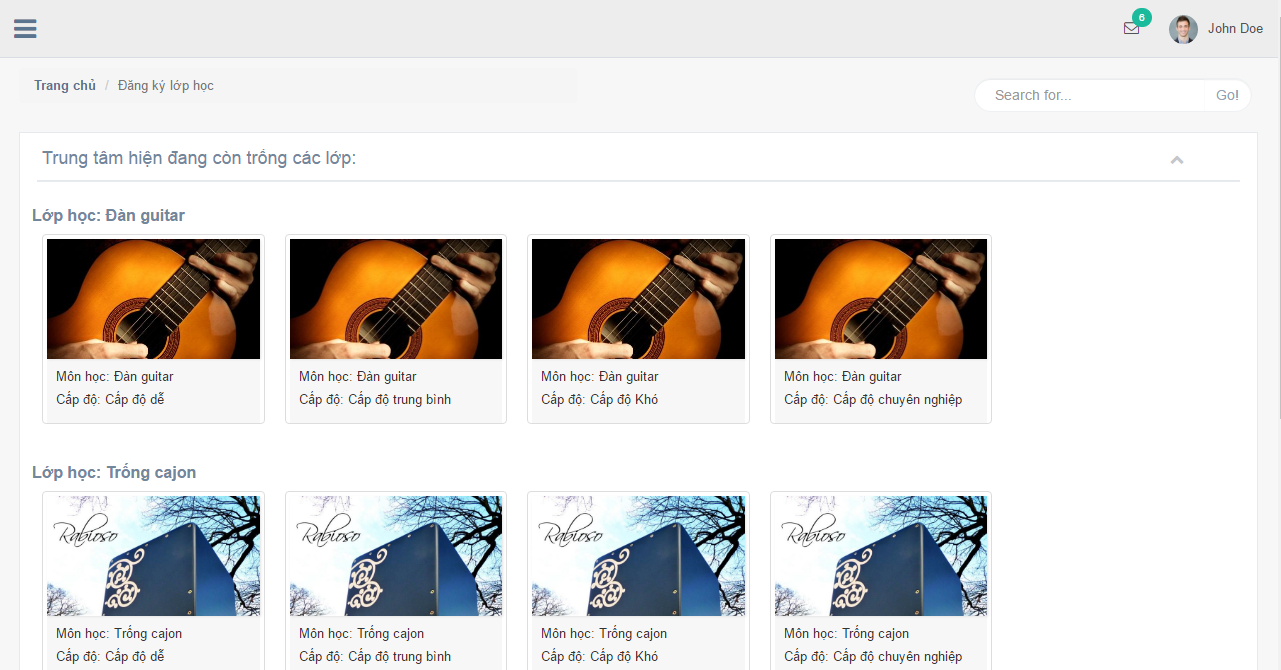 6
John Doe
Trang chủ / Đăng ký lớp học
Search for... Go!
Trung tâm hiện đang còn trống các lớp:
Lớp học: Đàn guitar
Môn học: Đàn guitar
Cấp độ: Cấp độ dễ
Môn học: Đàn guitar
Cấp độ: Cấp độ trung bình
Môn học: Đàn guitar
Cấp độ: Cấp độ Khó
Môn học: Đàn guitar
Cấp độ: Cấp độ chuyên nghiệp
Lớp học: Trống cajon
Rabioso
Môn học: Trống cajon
Cấp độ: Cấp độ dễ
Rabioso
Môn học: Trống cajon
Cấp độ: Cấp độ trung bình
Rabioso
Môn học: Trống cajon
Cấp độ: Cấp độ Khó
Rabioso
Môn học: Trống cajon
Cấp độ: Cấp độ chuyên nghiệp